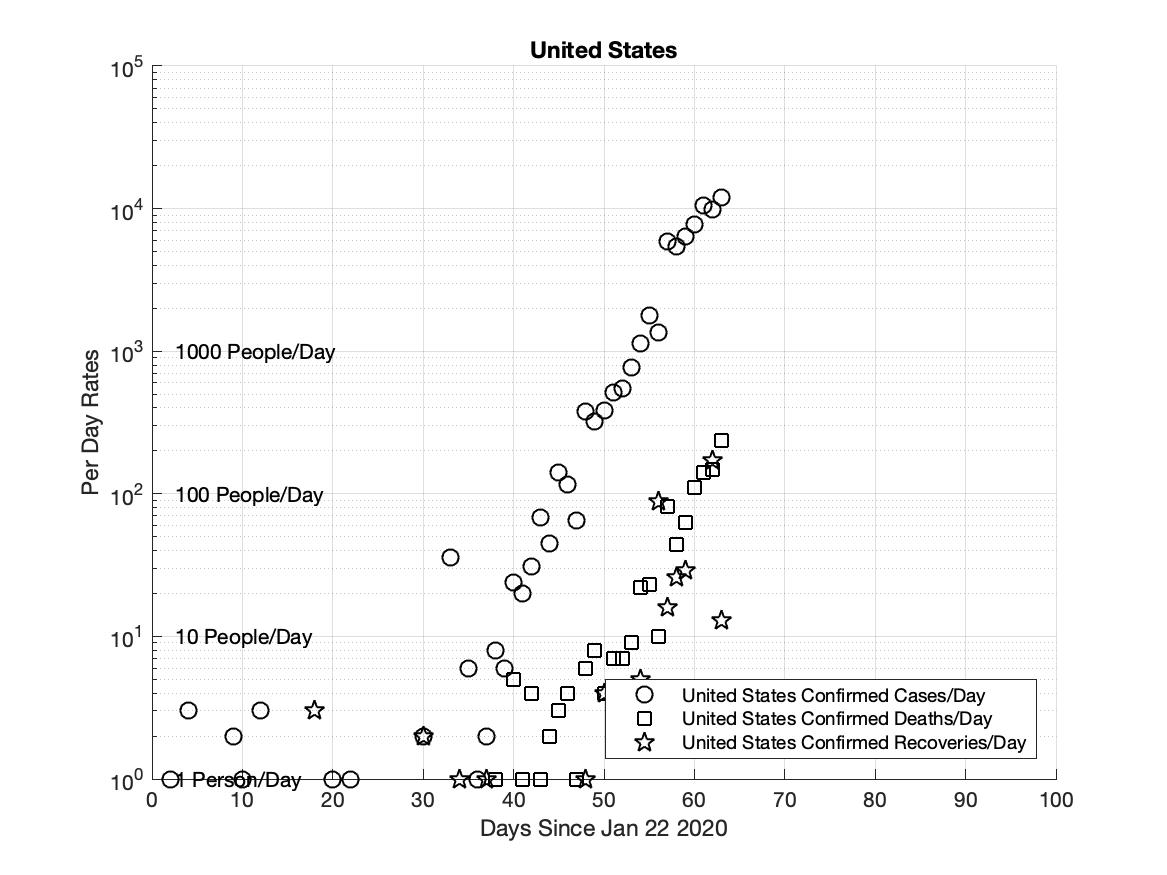 United States
10^5
10^4
10^3
1000 People/Day
10^2
100 People/Day
10^1
10 People/Day
10^0
1 Person/Day
Per Day Rates
United States Confirmed Cases/Day
United States Confirmed Deaths/Day
United States Confirmed Recoveries/Day
0 10 20 30 40 50 60 70 80 90 100
Days Since Jan 22 2020